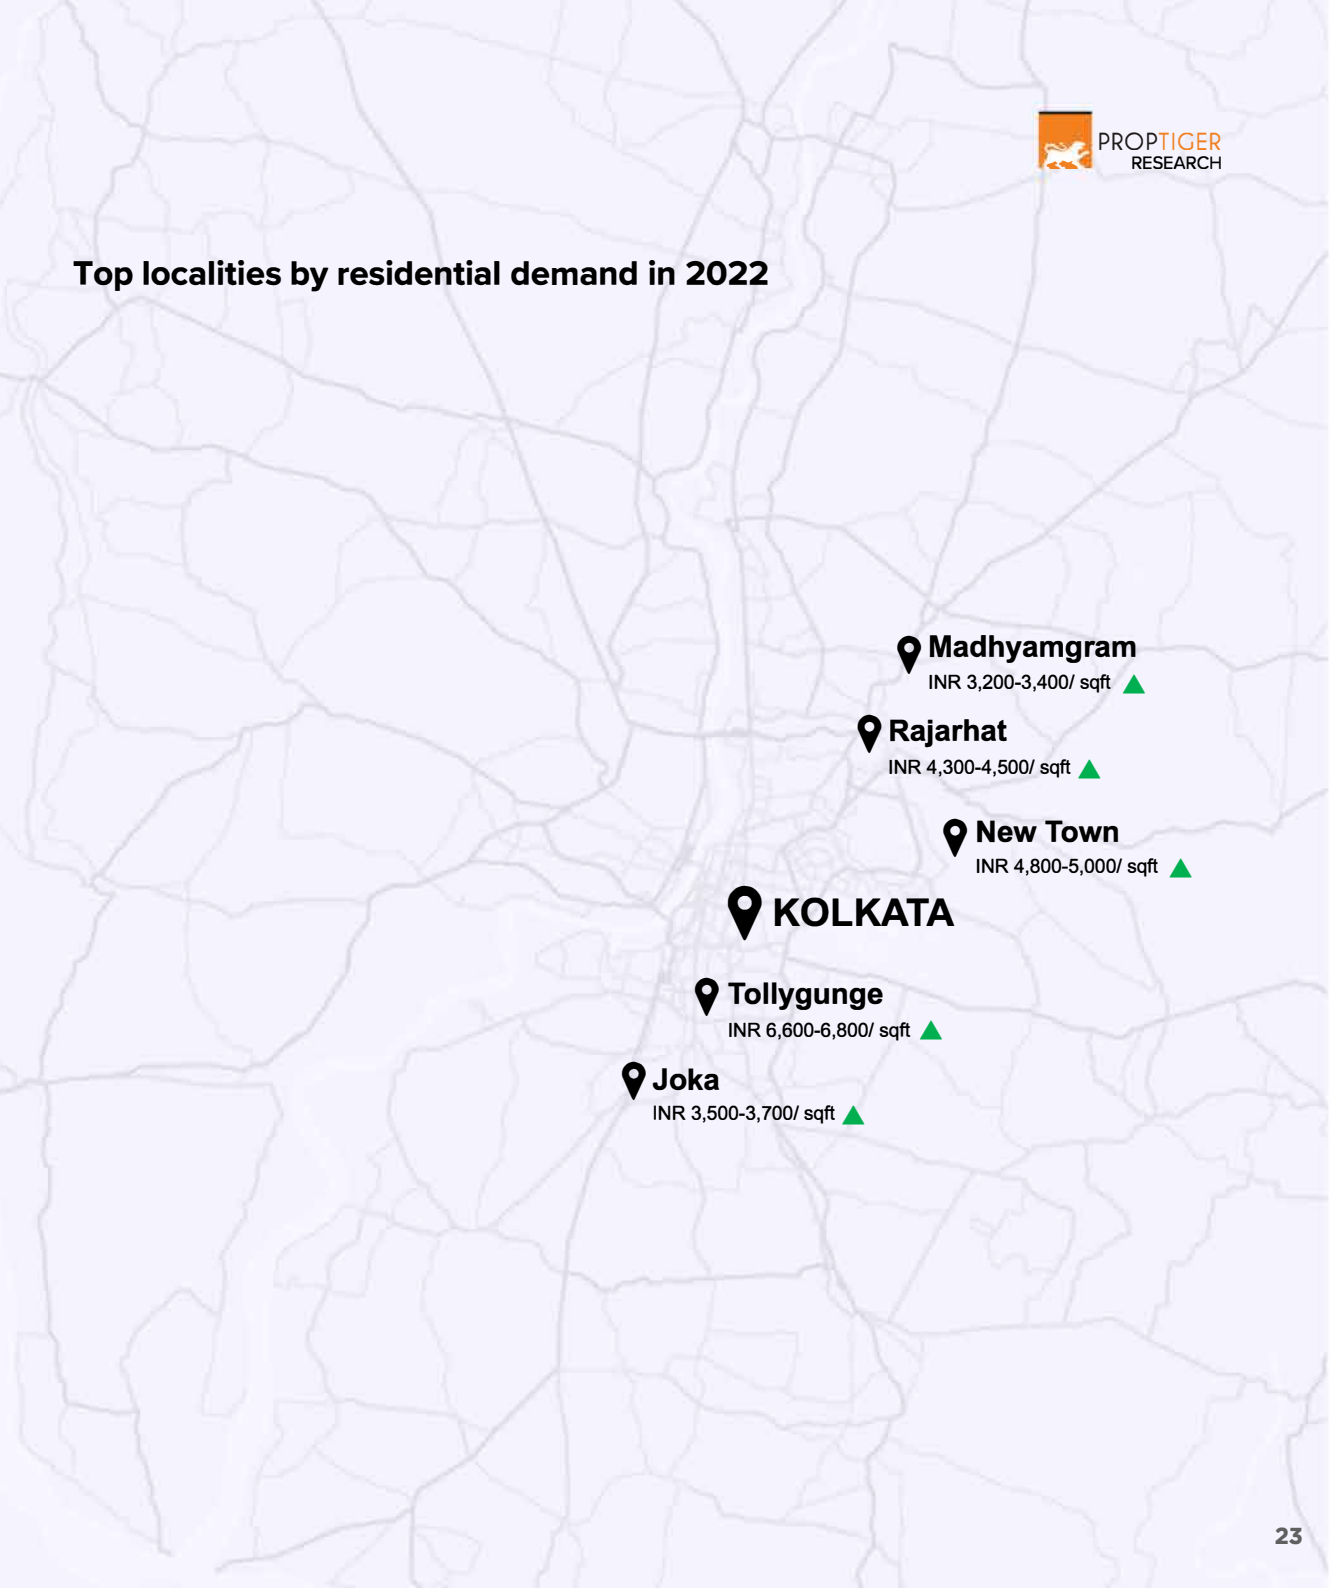 PROPTIGER
RESEARCH
Top localities by residential demand in 2022
Madhyamgram
INR 3,200-3,400/ sqft
Rajarhat
INR 4,300-4,500/ sqft
New Town
INR 4,800-5,000/ sqft
KOLKATA
Tollygunge
INR 6,600-6,800/ sqft
Joka
INR 3,500-3,700/ sqft
23